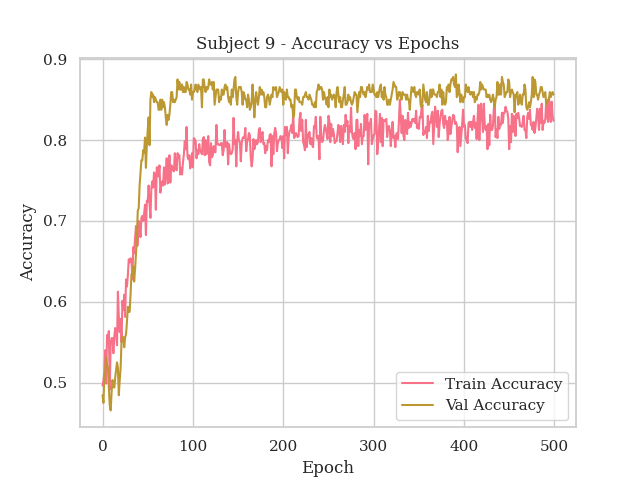 Subject 9 - Accuracy vs Epochs
0.9
0.8
0.7
0.6
0.5
Accuracy
Train Accuracy
Val Accuracy
0 100 200 300 400 500
Epoch